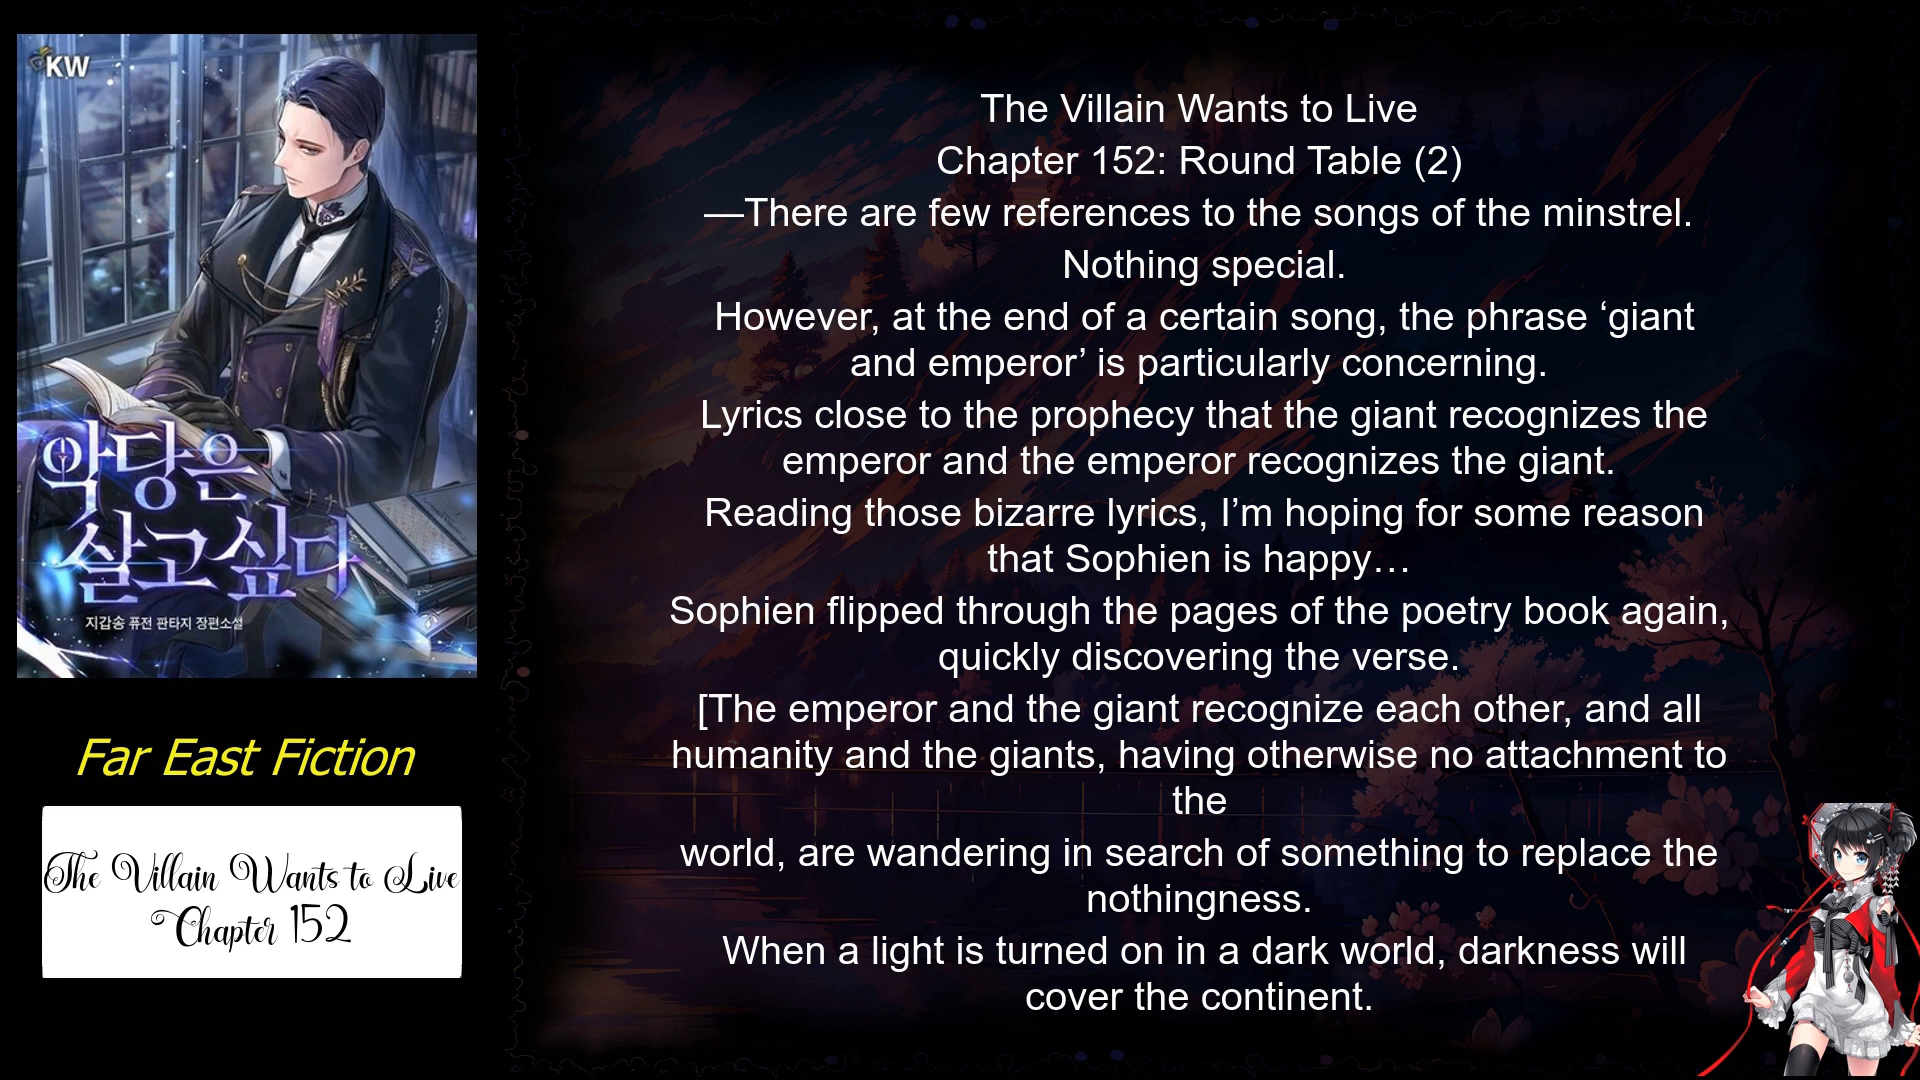 KW
악당은
살고싶다
지갑송 퓨전 판타지 장편소설
Far East Fiction
The Villain Wants to Live
Chapter 152
The Villain Wants to Live
Chapter 152: Round Table (2)
—There are few references to the songs of the minstrel.
Nothing special.
However, at the end of a certain song, the phrase ‘giant
and emperor’ is particularly concerning.
Lyrics close to the prophecy that the giant recognizes the
emperor and the emperor recognizes the giant.
Reading those bizarre lyrics, I’m hoping for some reason
that Sophien is happy…
Sophien flipped through the pages of the poetry book again,
quickly discovering the verse.
[The emperor and the giant recognize each other, and all
humanity and the giants, having otherwise no attachment to
the
world, are wandering in search of something to replace the
nothingness.
When a light is turned on in a dark world, darkness will
cover the continent.